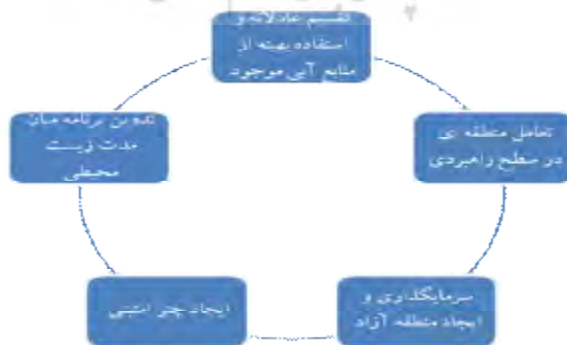 تقسیم عادلانه و
استفاده بهینه از
منابع آبی موجود
تعامل منطقه ای
در سطح راهبردی
سرمایگذاری و
ایجاد منطقه آزاد
ایجاد چتر امنیتی
تدوین برنامه میان
مدت زیست
محیطی